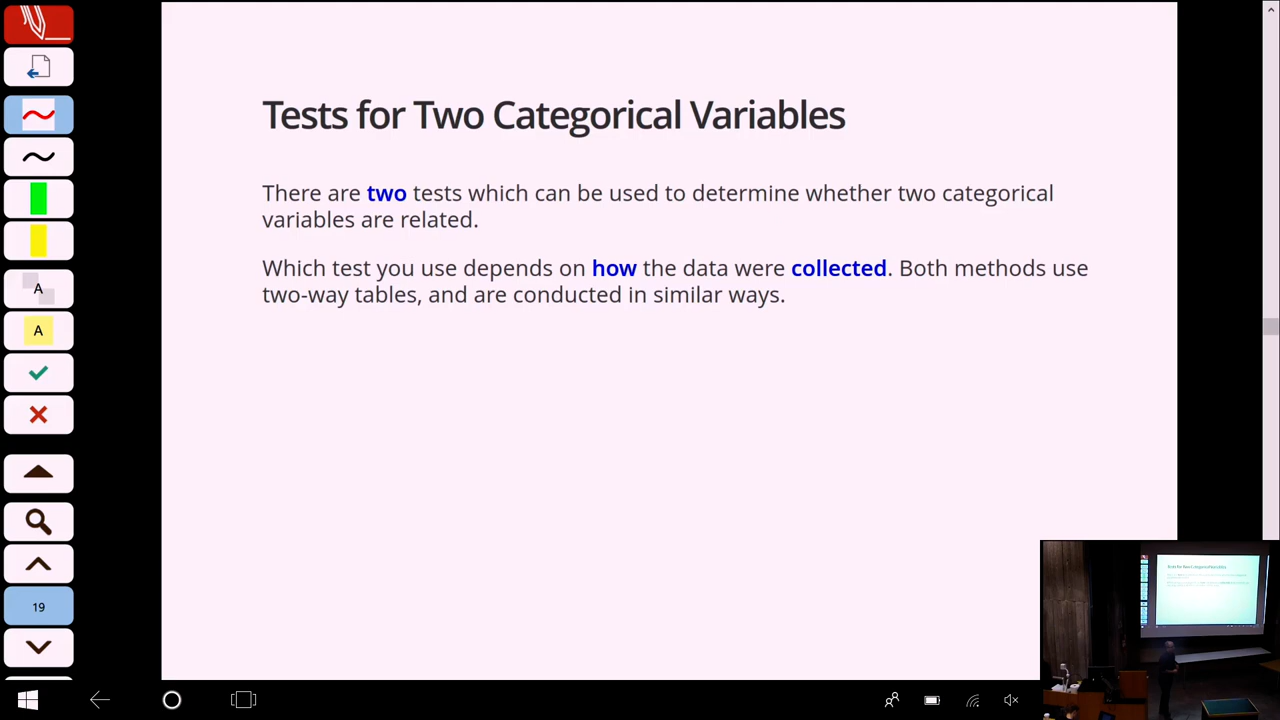 Tests for Two Categorical Variables
There are two tests which can be used to determine whether two categorical
variables are related.
Which test you use depends on how the data were collected. Both methods use
two-way tables, and are conducted in similar ways.
A
A
19